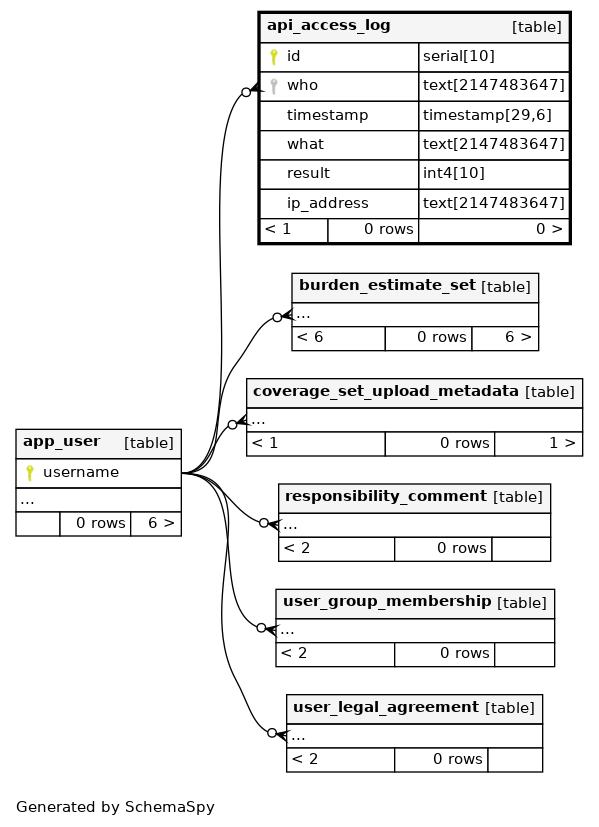 api_access_log [table]
id serial[10]
who text[2147483647]
timestamp timestamp[29,6]
what text[2147483647]
result int4[10]
ip_address text[2147483647]
< 1 0 rows 0 >
burden_estimate_set [table]
...
< 6 0 rows 6 >
coverage_set_upload_metadata [table]
...
< 1 0 rows 1 >
app_user [table]
username
...
0 rows 6 >
responsibility_comment [table]
...
< 2 0 rows
user_group_membership [table]
...
< 2 0 rows
user_legal_agreement [table]
...
< 2 0 rows
Generated by SchemaSpy